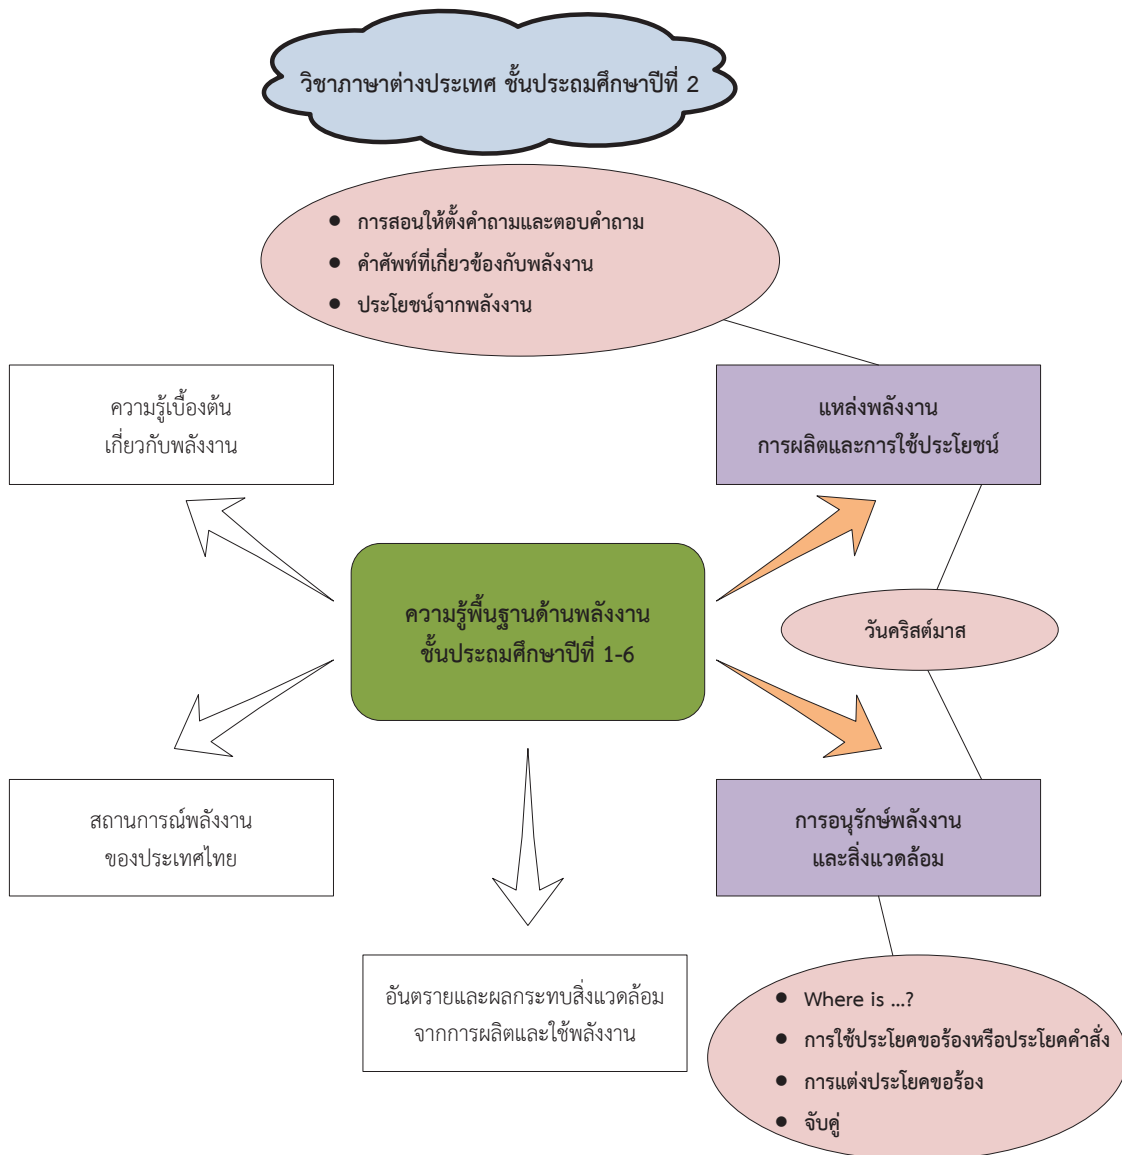 วิชาภาษาต่างประเทศ ชั้นประถมศึกษาปีที่ 2
● การสอนให้ตั้งคำถามและตอบคำถาม
● คำศัพท์ที่เกี่ยวข้องกับพลังงาน
● ประโยชน์จากพลังงาน
ความรู้เบื้องต้น
เกี่ยวกับพลังงาน
แหล่งพลังงาน
การผลิตและการใช้ประโยชน์
ความรู้พื้นฐานด้านพลังงาน
ชั้นประถมศึกษาปีที่ 1-6
วันคริสต์มาส
สถานการณ์พลังงาน
ของประเทศไทย
การอนุรักษ์พลังงาน
และสิ่งแวดล้อม
อันตรายและผลกระทบสิ่งแวดล้อม
จากการผลิตและใช้พลังงาน
● Where is ...?
● การใช้ประโยคขอร้องหรือประโยคคำสั่ง
● การแต่งประโยคขอร้อง
● จับคู่